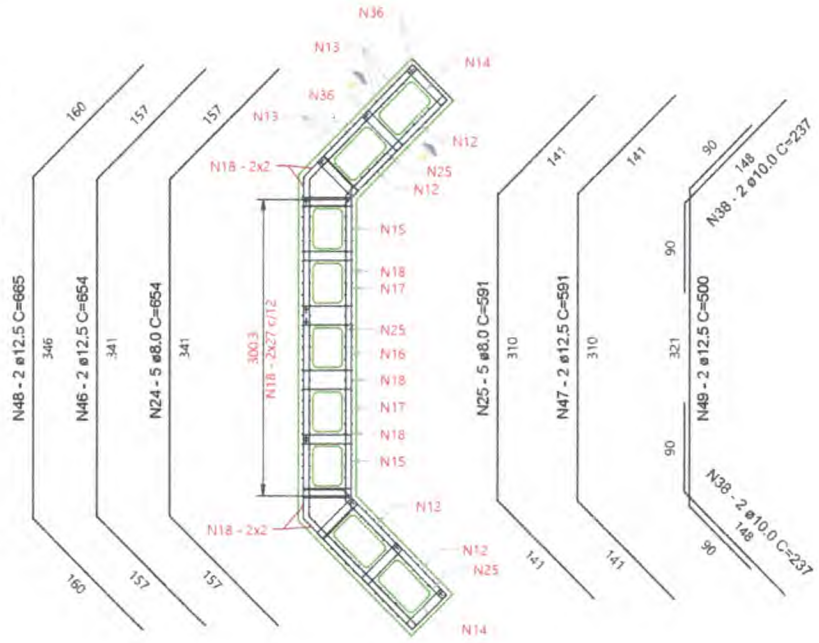 N36
N13
N14
N36
N13
N12
N25
N12
N18 - 2x2
N15
N18
N17
N25
N16
N18
N17
N18
N15
300.3
N18 - 2x27 c/12
N18 - 2x2
N12
N12
N25
N14
160
N48 - 2 ø12.5 C=665
346
160
157
N46 - 2 ø12.5 C=654
341
157
157
N24 - 5 ø8.0 C=654
341
157
141
N25 - 5 ø8.0 C=591
310
141
141
N47 - 2 ø12.5 C=591
310
141
90
148
N38 - 2 ø10.0 C=237
90
N49 - 2 ø12.5 C=500
321
90
N38 - 2 ø10.0 C=237
148
90